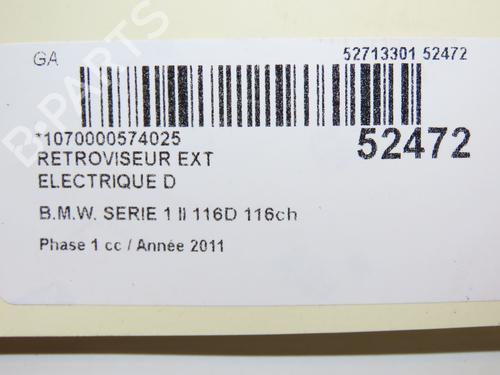 GA
52713301 52472
*1070000574025
52472
RETROVISEUR EXT
ELECTRIQUE D
B.M.W. SERIE 1 II 116D 116ch
Phase 1 cc / Année 2011
B-PARTS